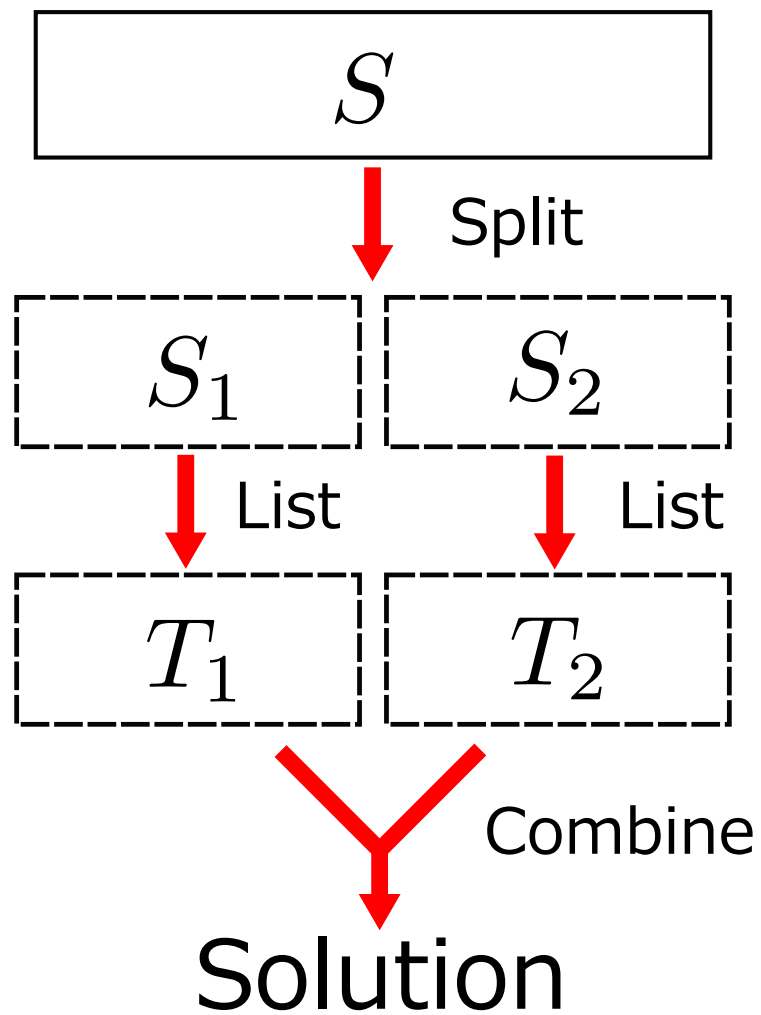 S
Split
S₁ S₂
List List
T₁ T₂
Combine
Solution